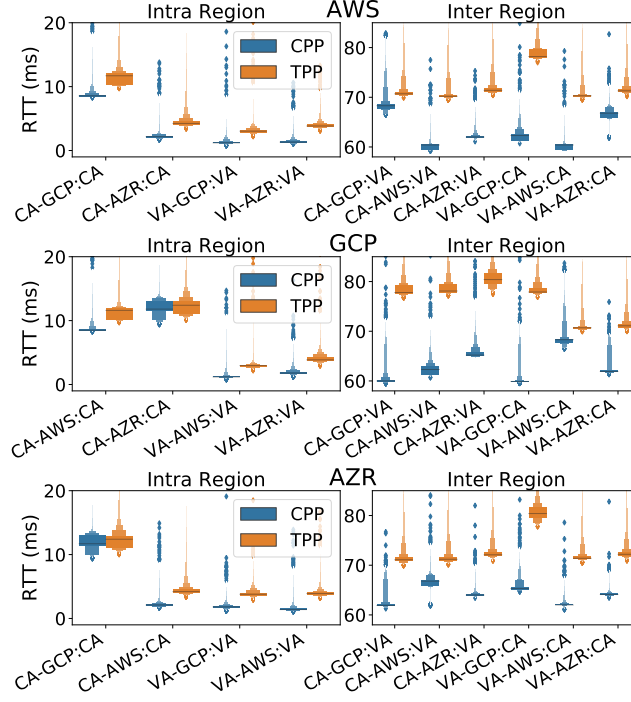 AWS
Intra Region
Inter Region
RTT (ms)
20
10
0
80
70
60
CPP
TPP
CA-GCP:CA
CA-AZR:CA
VA-GCP:VA
VA-AZR:VA
CA-GCP:VA
CA-AWS:VA
CA-AZR:VA
VA-GCP:CA
VA-AWS:CA
VA-AZR:CA
GCP
Intra Region
Inter Region
RTT (ms)
20
10
0
80
70
60
CPP
TPP
CA-AWS:CA
CA-AZR:CA
VA-AWS:VA
VA-AZR:VA
CA-GCP:VA
CA-AWS:VA
CA-AZR:VA
VA-GCP:CA
VA-AWS:CA
VA-AZR:CA
AZR
Intra Region
Inter Region
RTT (ms)
20
10
0
80
70
60
CPP
TPP
CA-GCP:CA
CA-AWS:CA
VA-GCP:VA
VA-AWS:VA
CA-GCP:VA
CA-AWS:VA
CA-AZR:VA
VA-GCP:CA
VA-AWS:CA
VA-AZR:CA